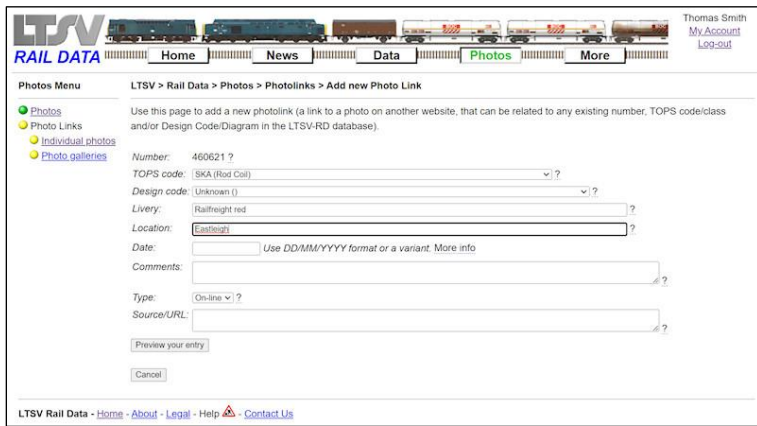 LTSV
RAIL DATA
Home
News
Data
Photos
More
Thomas Smith
My Account
Log-out
Photos Menu
Photos
Photo Links
Individual photos
Photo galleries
LTSV > Rail Data > Photos > Photolinks > Add new Photo Link
Use this page to add a new photolink (a link to a photo on another website, that can be related to any existing number, TOPS code/class
and/or Design Code/Diagram in the LTSV-RD database).
Number: 460621 ?
TOPS code: SKA (Rod Coil) ?
Design code: Unknown () ?
Livery: Railfreight red ?
Location: Eastleigh ?
Date: Use DD/MM/YYYY format or a variant. More info
Comments: ?
Type: On-line ?
Source/URL: ?
Preview your entry
Cancel
LTSV Rail Data - Home - About - Legal - Help - Contact Us